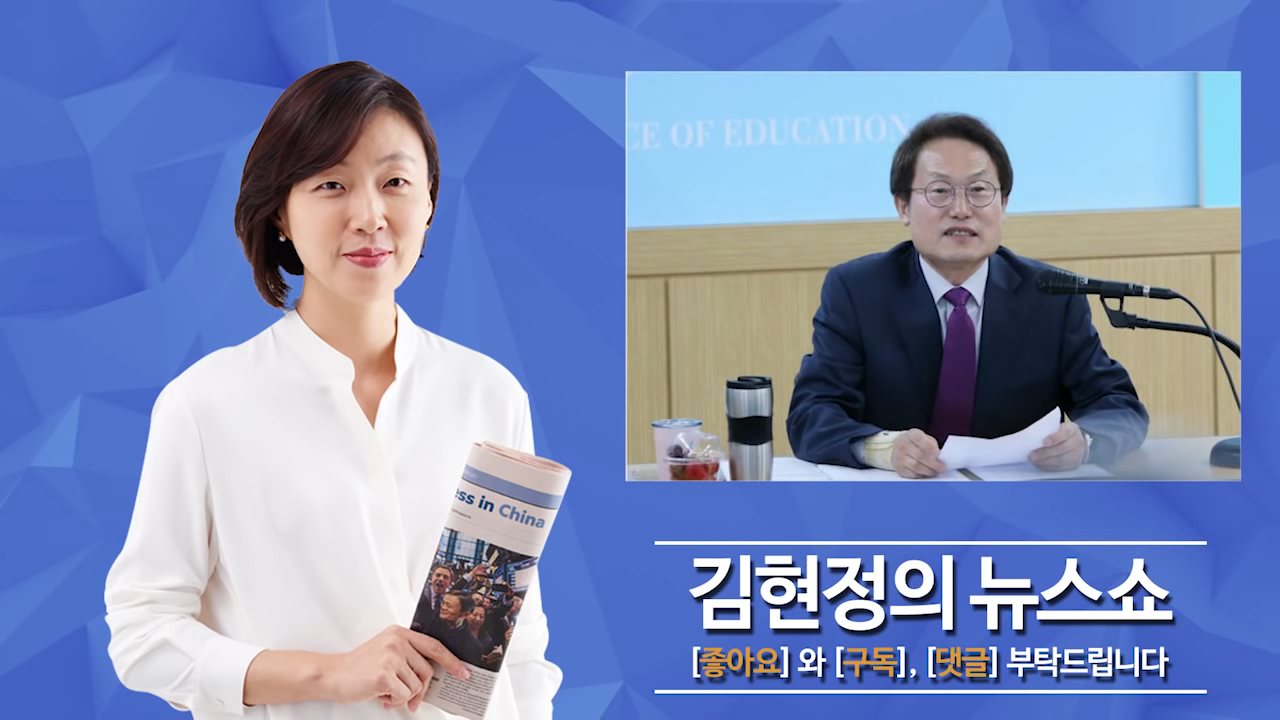 CE OF EDUCATION
ess in China
김현정의 뉴스쇼
[좋아요] 와 [구독], [댓글] 부탁드립니다